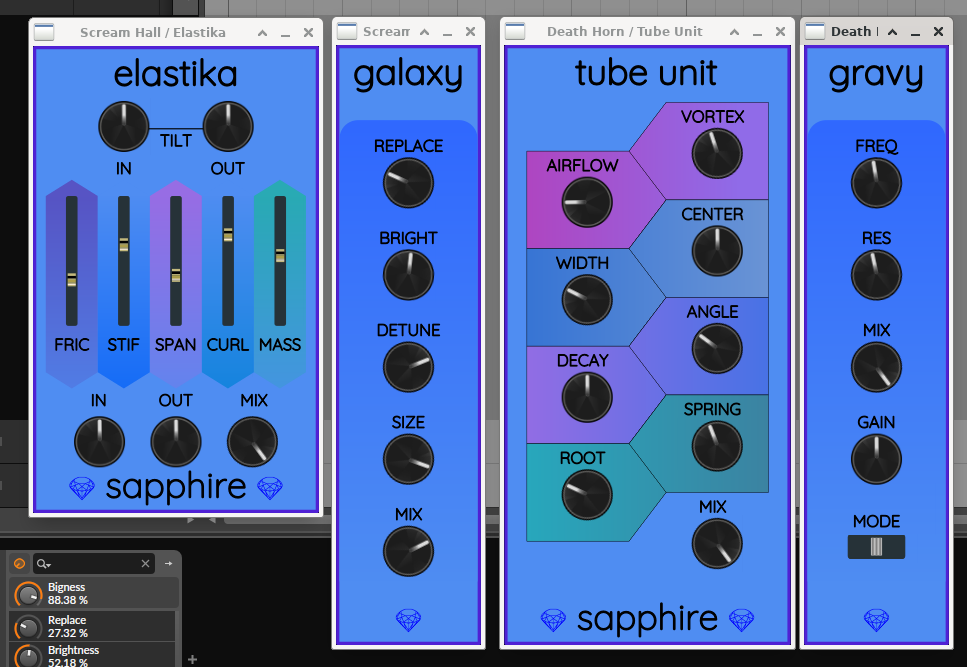 Scream Hall / Elastika
elastika
TILT
IN
OUT
FRIC
STIF
SPAN
CURL
MASS
IN
OUT
MIX
sapphire
Scream
galaxy
REPLACE
BRIGHT
DETUNE
SIZE
MIX
Death Horn / Tube Unit
tube unit
VORTEX
AIRFLOW
CENTER
WIDTH
ANGLE
DECAY
SPRING
ROOT
MIX
sapphire
Death
gravy
FREQ
RES
MIX
GAIN
MODE
Bigness
88.38 %
Replace
27.32 %
Brightness
52.18 %